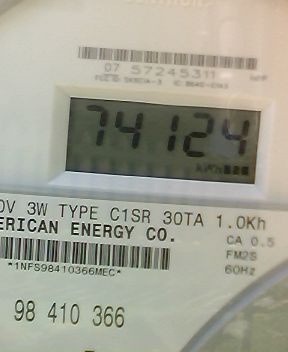 07 57245311
74124
0V 3W TYPE C1SR 30TA 1.0Kh
ERICAN ENERGY CO.
CA 0.5
FM2S
*1NFS98410366MEC*
60Hz
98 410 366